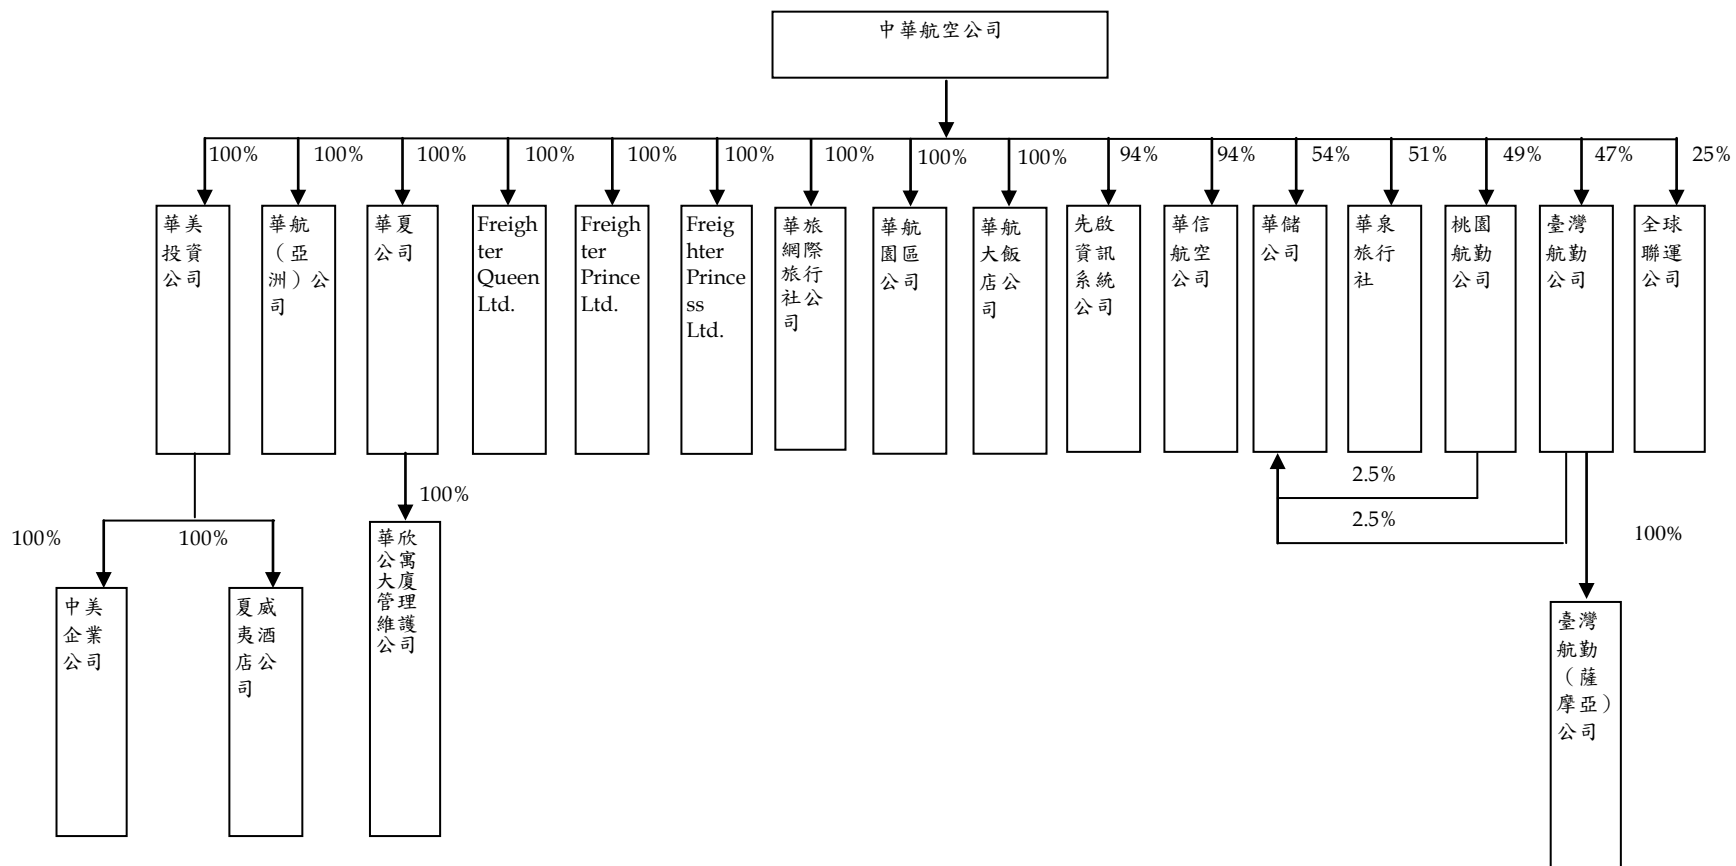 中華航空公司
100%
100%
100%
100%
100%
100%
100%
100%
100%
94%
94%
54%
51%
49%
47%
25%
華美
投資
公司
華航
（亞
洲）公
司
華夏
公司
Freigh
ter
Queen
Ltd.
Freigh
ter
Prince
Ltd.
Freig
hter
Prince
ss
Ltd.
華旅
網際
旅行
社公
司
華航
園區
公司
華航
大飯
店公
司
先啟
資訊
系統
公司
華信
航空
公司
華儲
公司
華泉
旅行
社
桃園
航勤
公司
臺灣
航勤
公司
全球
聯運
公司
2.5%
2.5%
100%
100%
100%
100%
中美
企業
公司
夏威
夷酒
店公
司
華欣
公寓
大廈
管理
維護
公司
臺灣
航勤
（薩
摩亞）
公司